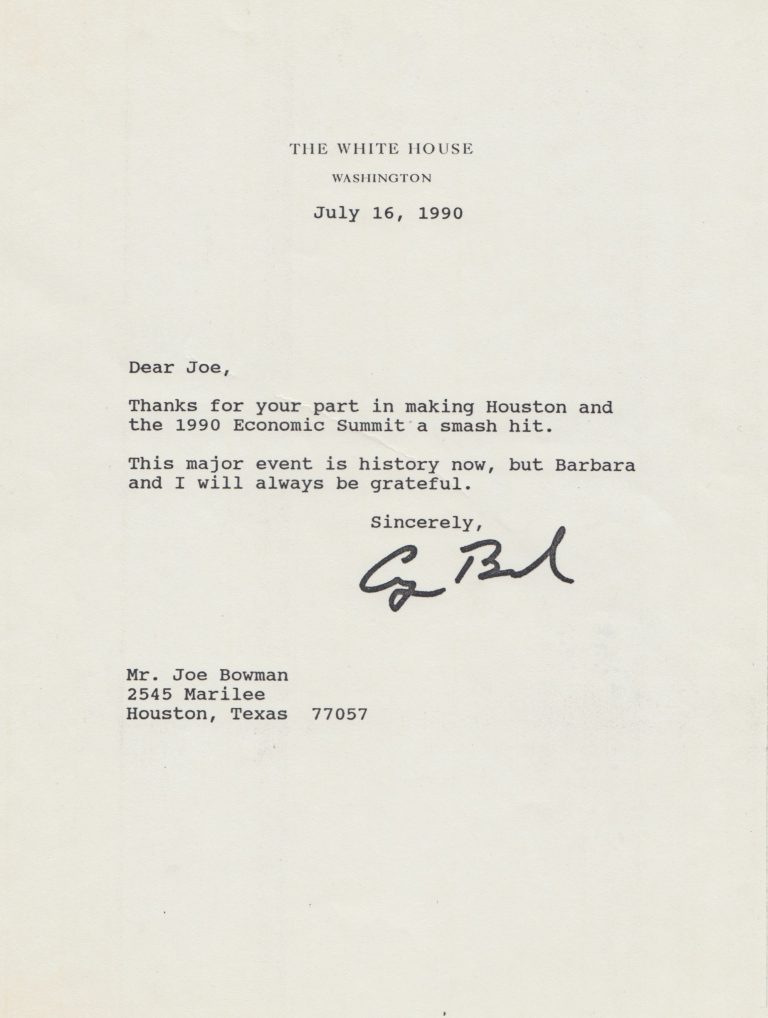 THE WHITE HOUSE
WASHINGTON
July 16, 1990
Dear Joe,
Thanks for your part in making Houston and
the 1990 Economic Summit a smash hit.
This major event is history now, but Barbara
and I will always be grateful.
Sincerely,
Mr. Joe Bowman
2545 Marilee
Houston, Texas 77057